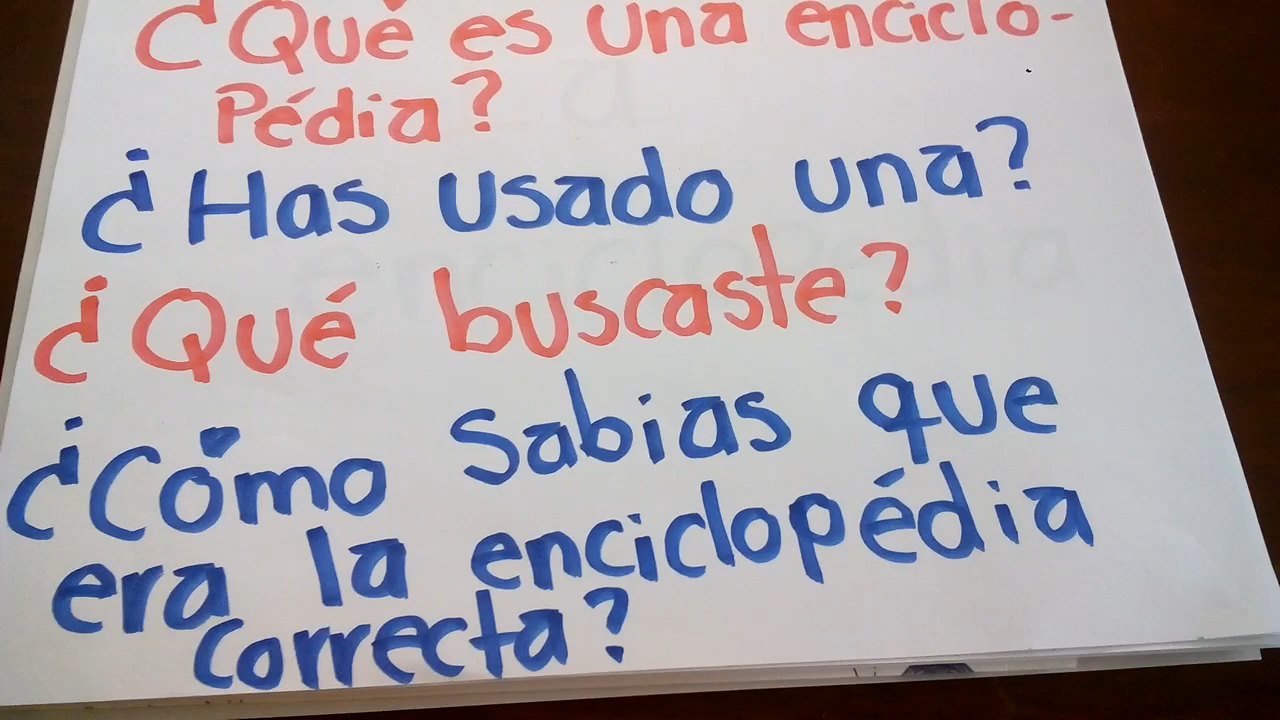 ¿Qué es una enciclo-
Pédia?
¿Has usado una?
¿Qué buscaste?
¿Cómo sabias que
era la enciclopédia
correcta?